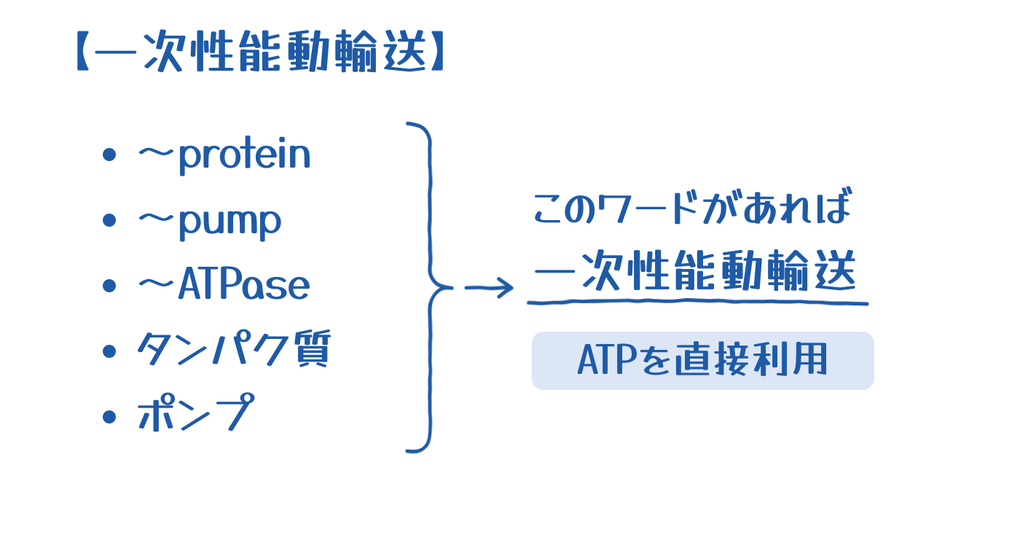 【一次性能動輸送】
• ～protein
• ～pump
• ～ATPase
• タンパク質
• ポンプ
このワードがあれば
一次性能動輸送
ATPを直接利用